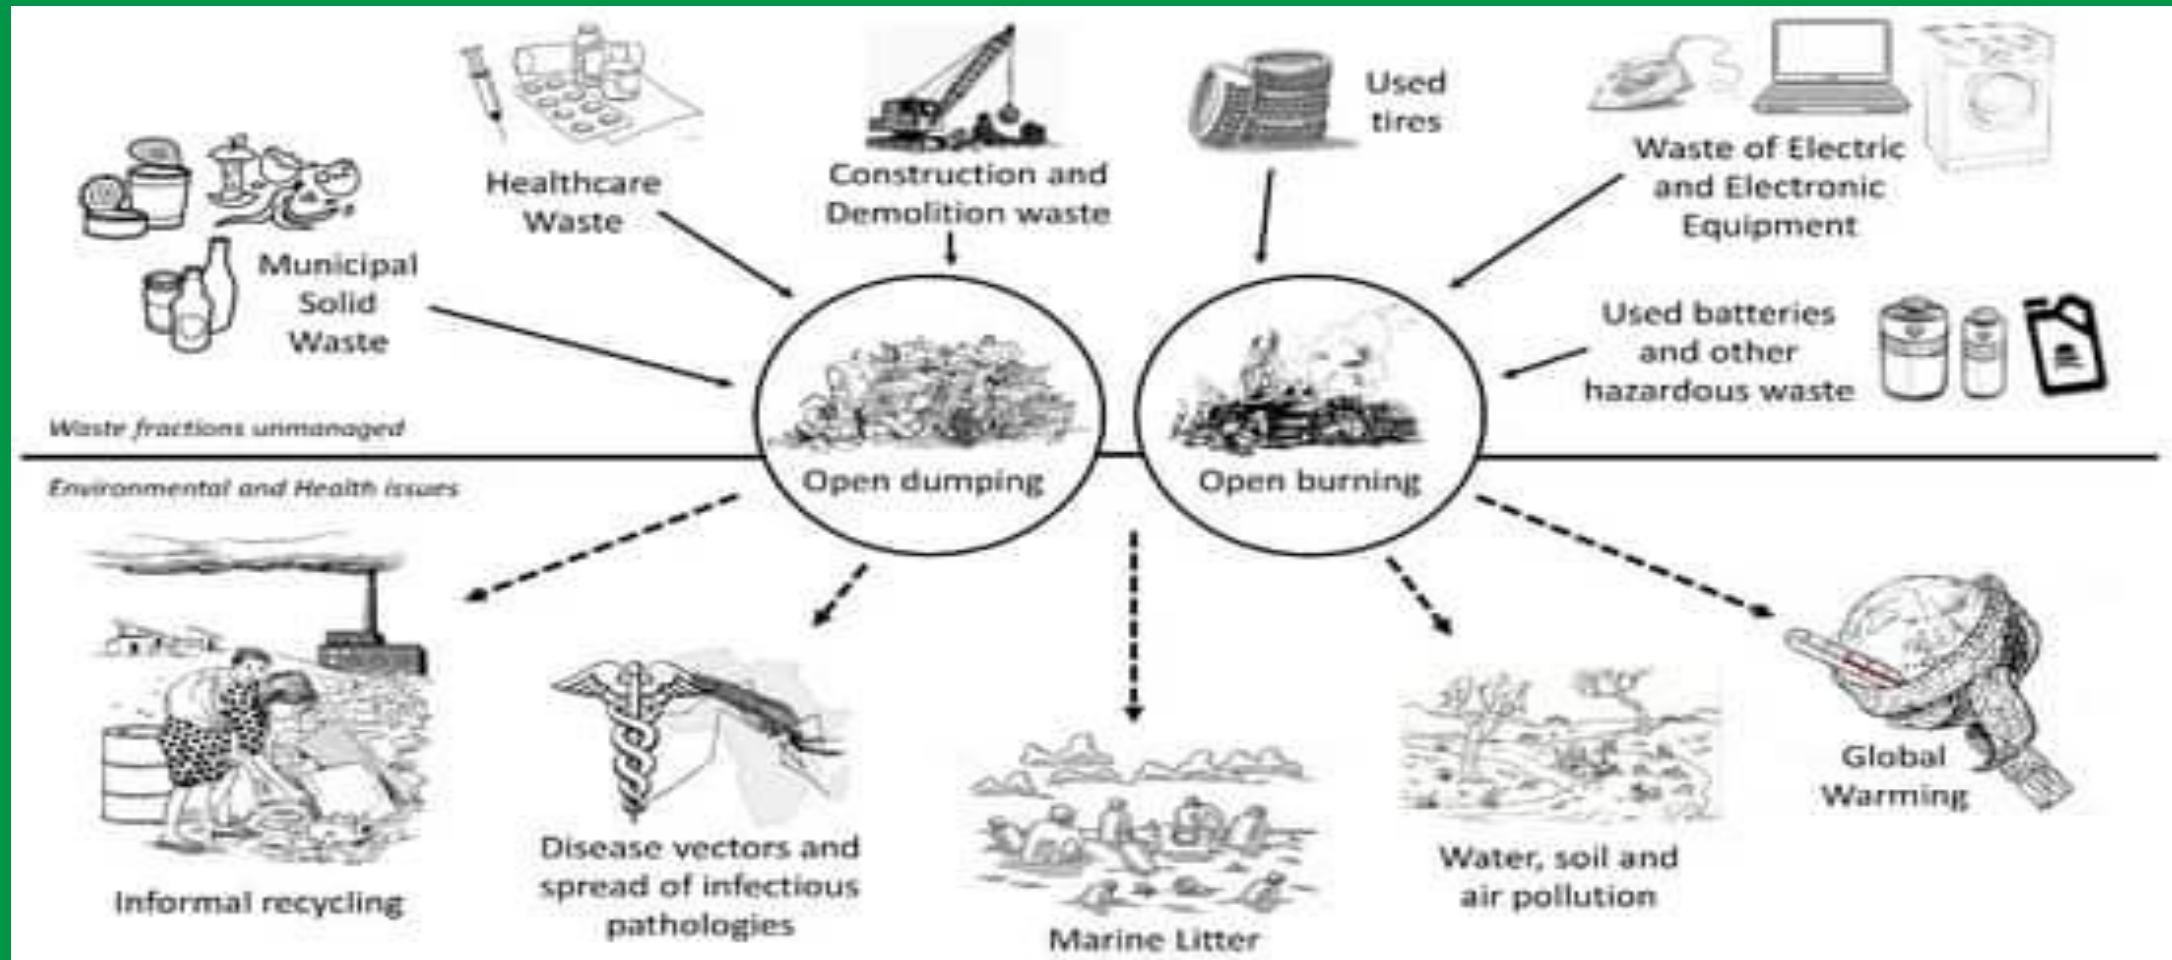 Healthcare
Waste
Construction and
Demolition waste
Used
tires
Waste of Electric
and Electronic
Equipment
Municipal
Solid
Waste
Used batteries
and other
hazardous waste
Waste fractions unmanaged
Open dumping
Open burning
Environmental and Health issues
Informal recycling
Disease vectors and
spread of infectious
pathologies
Marine Litter
Water, soil and
air pollution
Global
Warming